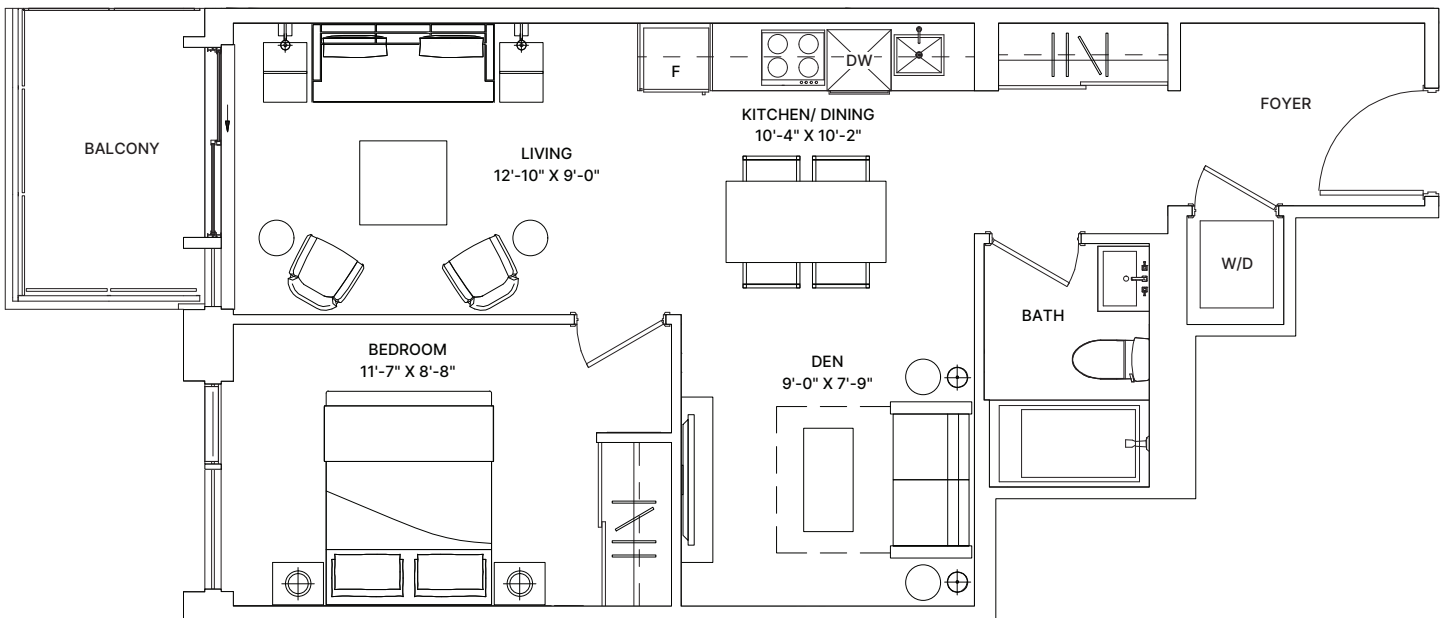 BALCONY
LIVING
12'-10" X 9'-0"
F
DW
KITCHEN/ DINING
10'-4" X 10'-2"
FOYER
W/D
BATH
BEDROOM
11'-7" X 8'-8"
DEN
9'-0" X 7'-9"